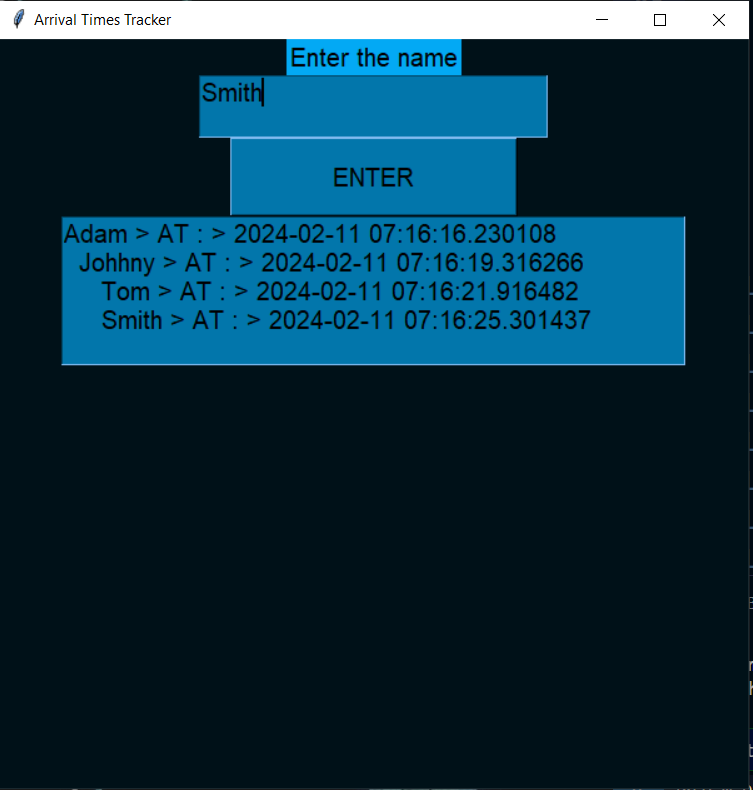 Arrival Times Tracker
Enter the name
Smith
ENTER
Adam > AT : > 2024-02-11 07:16:16.230108
Johhny > AT : > 2024-02-11 07:16:19.316266
Tom > AT : > 2024-02-11 07:16:21.916482
Smith > AT : > 2024-02-11 07:16:25.301437